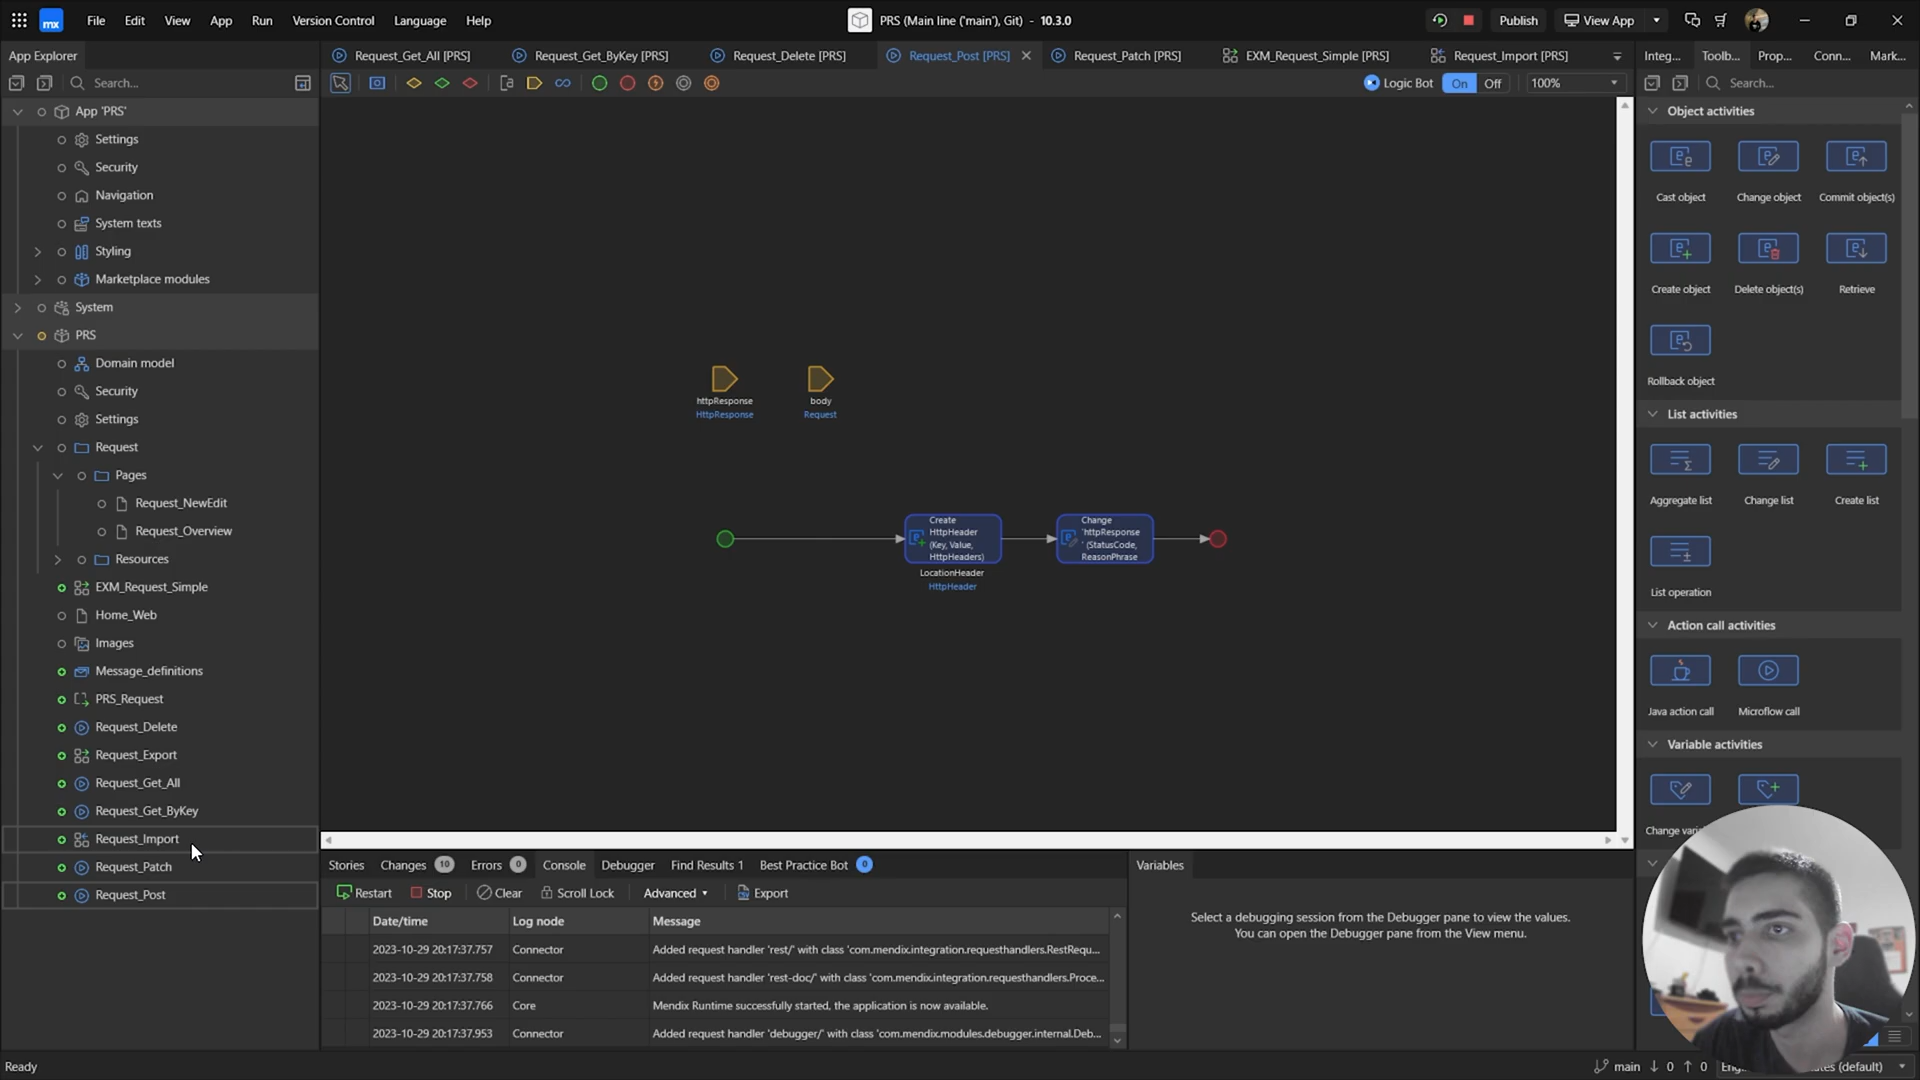 mx File Edit View App Run Version Control Language Help
PRS (Main line ('main'), Git) - 10.3.0
Publish View App
App Explorer
Request_Get_All [PRS] Request_Get_ByKey [PRS] Request_Delete [PRS] Request_Post [PRS] Request_Patch [PRS] EXM_Request_Simple [PRS] Request_Import [PRS]
Integ... Toolb... Prop... Conn... Mark...
Search...
Logic Bot On Off 100%
Search...
App 'PRS'
Settings
Security
Navigation
System texts
Styling
Marketplace modules
System
PRS
Domain model
Security
Settings
Request
Pages
Request_NewEdit
Request_Overview
Resources
EXM_Request_Simple
Home_Web
Images
Message_definitions
PRS_Request
Request_Delete
Request_Export
Request_Get_All
Request_Get_ByKey
Request_Import
Request_Patch
Request_Post
httpResponse
HttpResponse
body
Request
Create
HttpHeader
(Key, Value,
HttpHeaders)
LocationHeader
HttpHeader
Change
'httpResponse
' (StatusCode,
ReasonPhrase
Object activities
Cast object Change object Commit object(s)
Create object Delete object(s) Retrieve
Rollback object
List activities
Aggregate list Change list Create list
List operation
Action call activities
Java action call Microflow call
Variable activities
Stories Changes 10 Errors 0 Console Debugger Find Results 1 Best Practice Bot 0
Restart Stop Clear Scroll Lock Advanced Export
Date/time Log node Message
2023-10-29 20:17:37.757 Connector Added request handler 'rest/' with class 'com.mendix.integration.requesthandlers.RestRequ...
2023-10-29 20:17:37.758 Connector Added request handler 'rest-doc/' with class 'com.mendix.integration.requesthandlers.Proce...
2023-10-29 20:17:37.766 Core Mendix Runtime successfully started, the application is now available.
2023-10-29 20:17:37.953 Connector Added request handler 'debugger/' with class 'com.mendix.modules.debugger.internal.Deb...
Variables
Select a debugging session from the Debugger pane to view the values.
You can open the Debugger pane from the View menu.
Ready
main 0 0 (default)